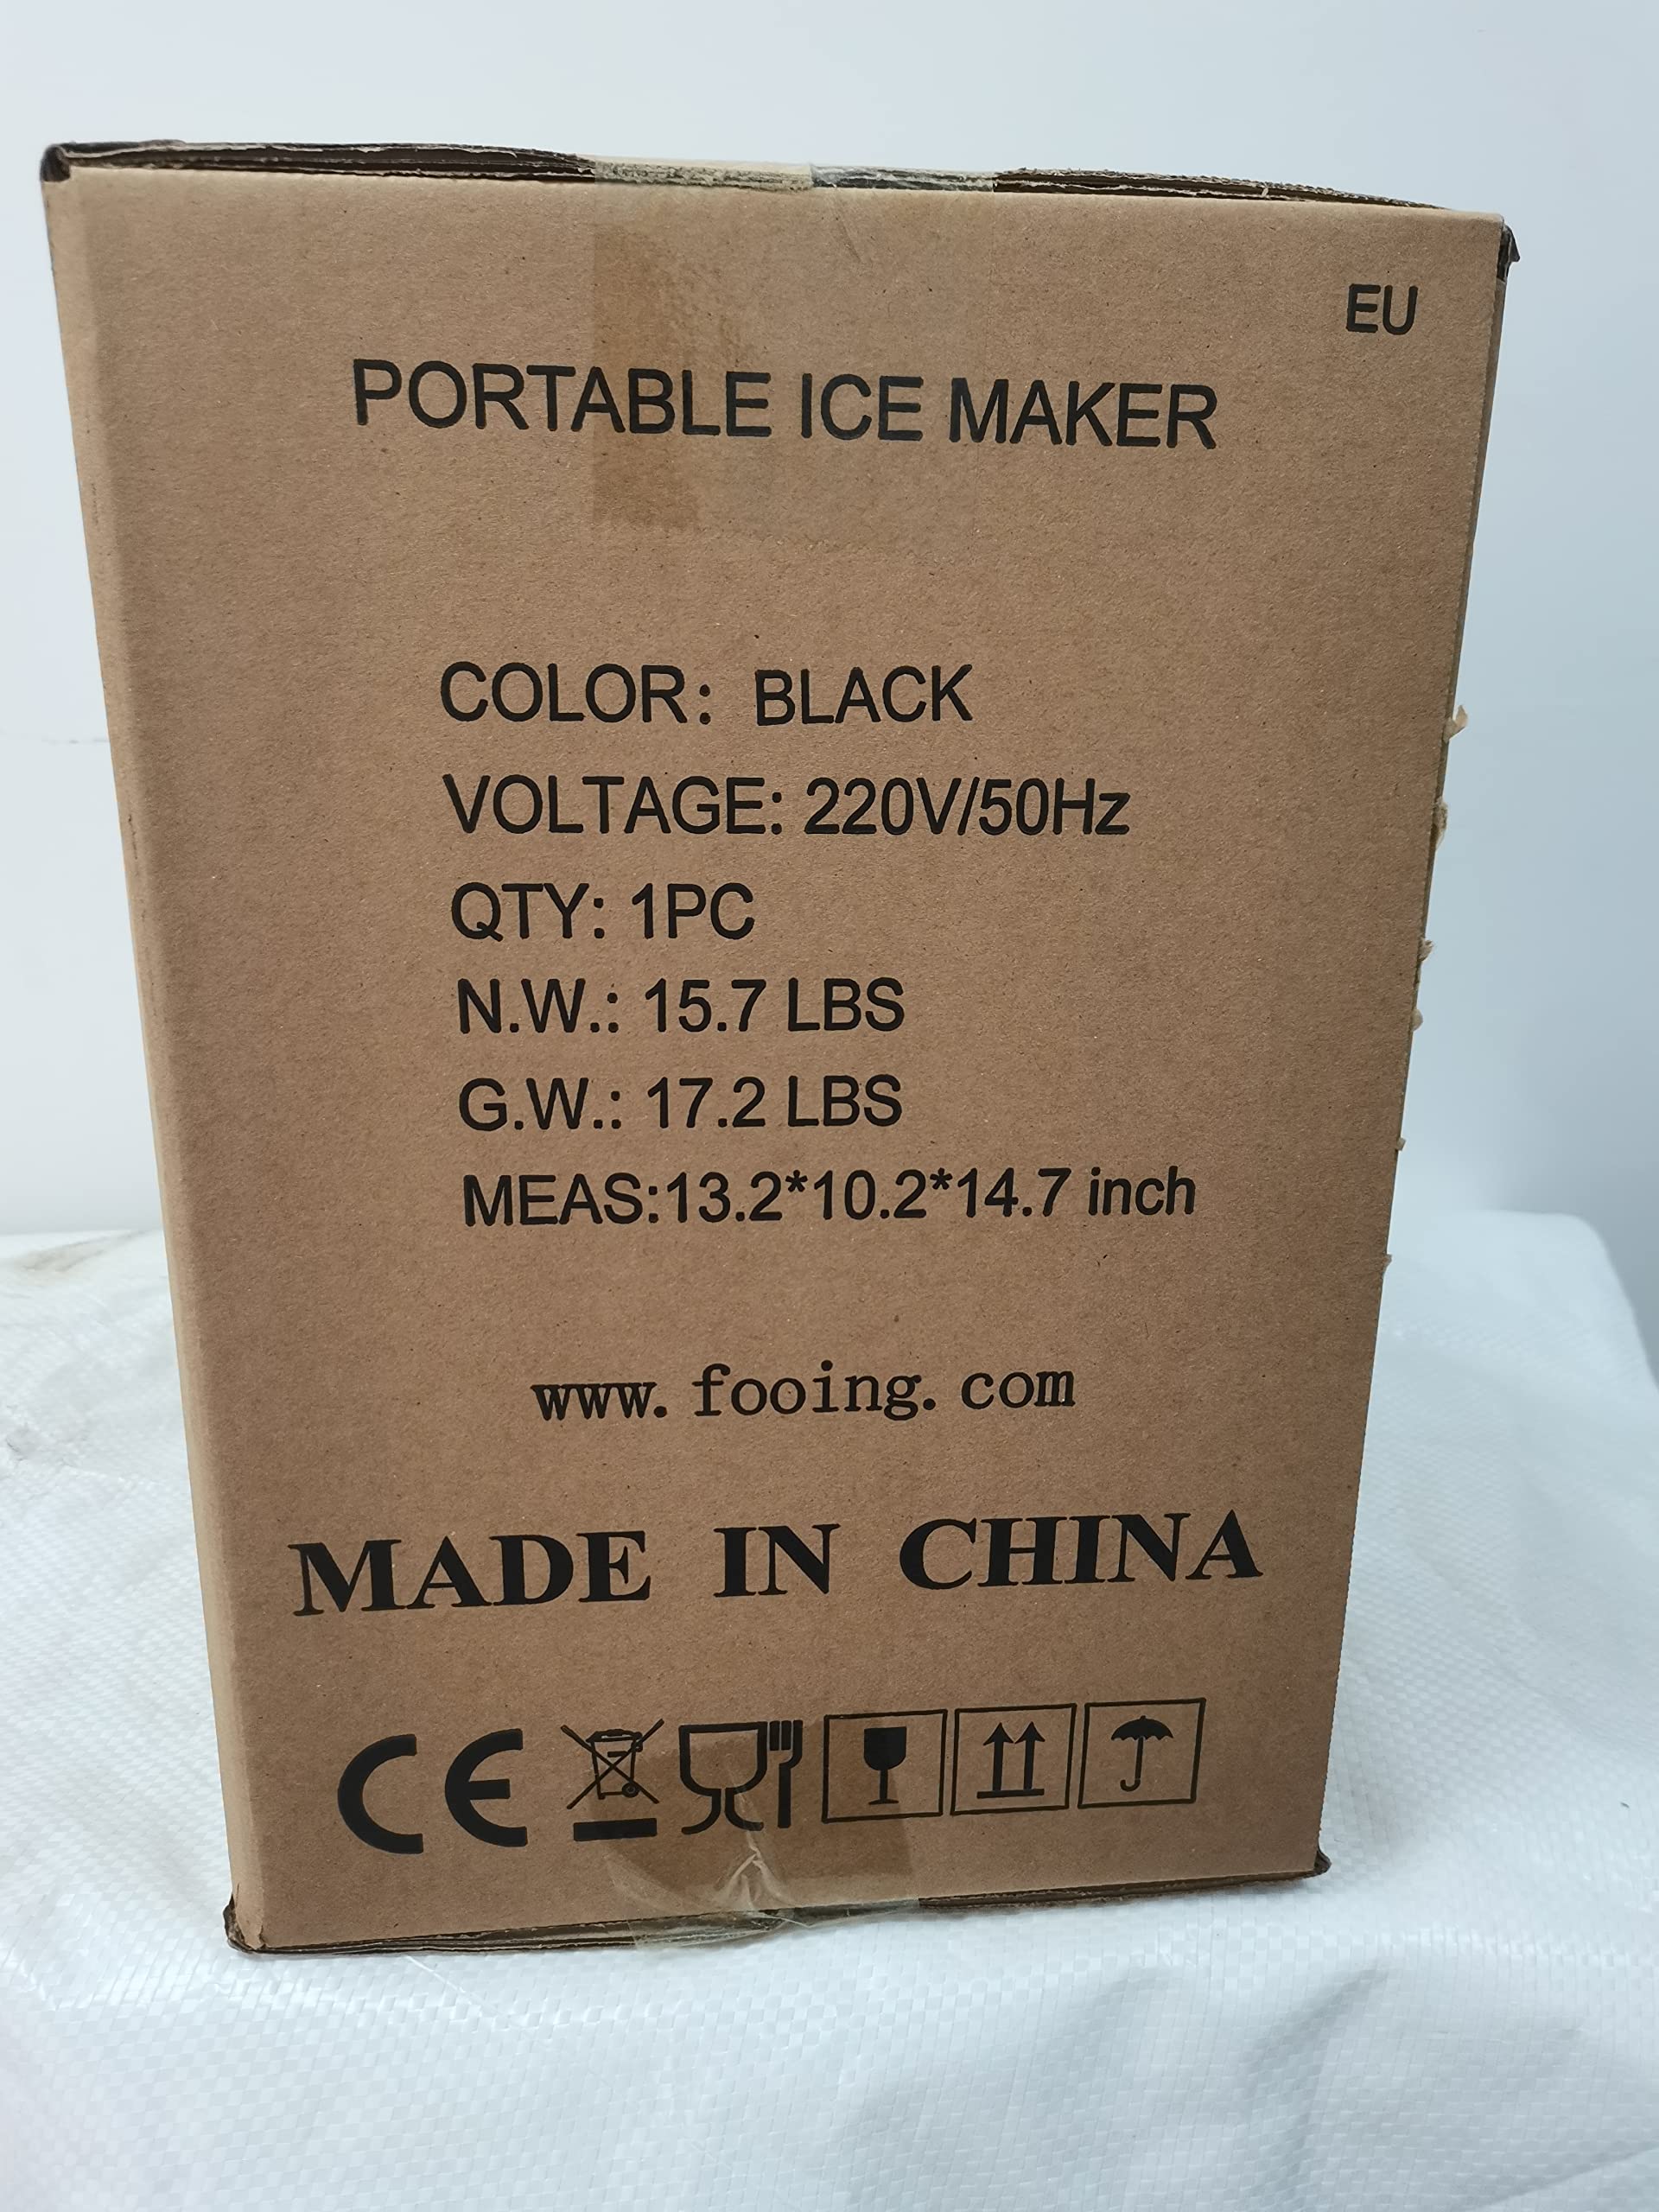 EU
PORTABLE ICE MAKER
COLOR: BLACK
VOLTAGE: 220V/50Hz
QTY: 1PC
N.W.: 15.7 LBS
G.W.: 17.2 LBS
MEAS:13.2*10.2*14.7 inch
www.fooing.com
MADE IN CHINA
CE